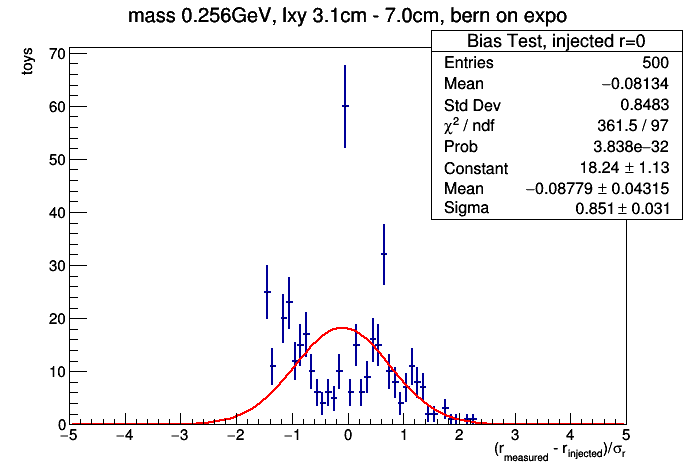 mass 0.256GeV, lxy 3.1cm - 7.0cm, bern on expo
Bias Test, injected r=0
Entries 500
Mean −0.08134
Std Dev 0.8483
χ² / ndf 361.5 / 97
Prob 3.838e−32
Constant 18.24 ± 1.13
Mean −0.08779 ± 0.04315
Sigma 0.851 ± 0.031
toys
70
60
50
40
30
20
10
0
−5 −4 −3 −2 −1 0 1 2 3 4 5
(r_measured - r_injected)/σ_r